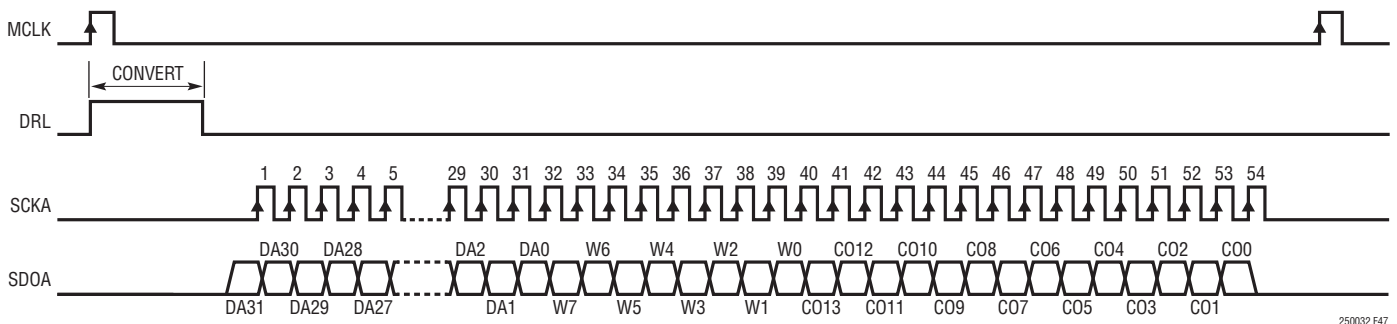 MCLK
CONVERT
DRL
1 2 3 4 5 29 30 31 32 33 34 35 36 37 38 39 40 41 42 43 44 45 46 47 48 49 50 51 52 53 54
SCKA
DA30 DA28 DA2 DA0 W6 W4 W2 W0 CO12 CO10 CO8 CO6 CO4 CO2 CO0
SDOA
DA31 DA29 DA27 DA1 W7 W5 W3 W1 CO13 CO11 CO9 CO7 CO5 CO3 CO1
250032 F47